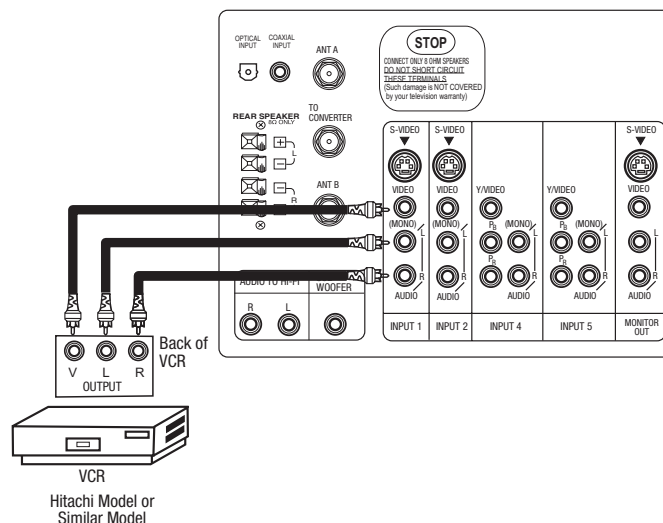 OPTICAL
INPUT
COAXIAL
INPUT
ANT A
STOP
CONNECT ONLY 8 OHM SPEAKERS
DO NOT SHORT CIRCUIT
THESE TERMINALS
(Such damage is NOT COVERED
by your television warranty)
REAR SPEAKER
8Ω ONLY
+
L
−
−
R
TO
CONVERTER
ANT B
AUDIO TO HI-FI
R
L
WOOFER
S-VIDEO
VIDEO
(MONO)
L
R
AUDIO
INPUT 1
S-VIDEO
VIDEO
(MONO)
L
R
AUDIO
INPUT 2
Y/VIDEO
PB
(MONO)
L
PR
R
AUDIO
INPUT 4
Y/VIDEO
PB
(MONO)
L
PR
R
AUDIO
INPUT 5
S-VIDEO
VIDEO
L
R
AUDIO
MONITOR
OUT
V
L
R
OUTPUT
Back of
VCR
VCR
Hitachi Model or
Similar Model